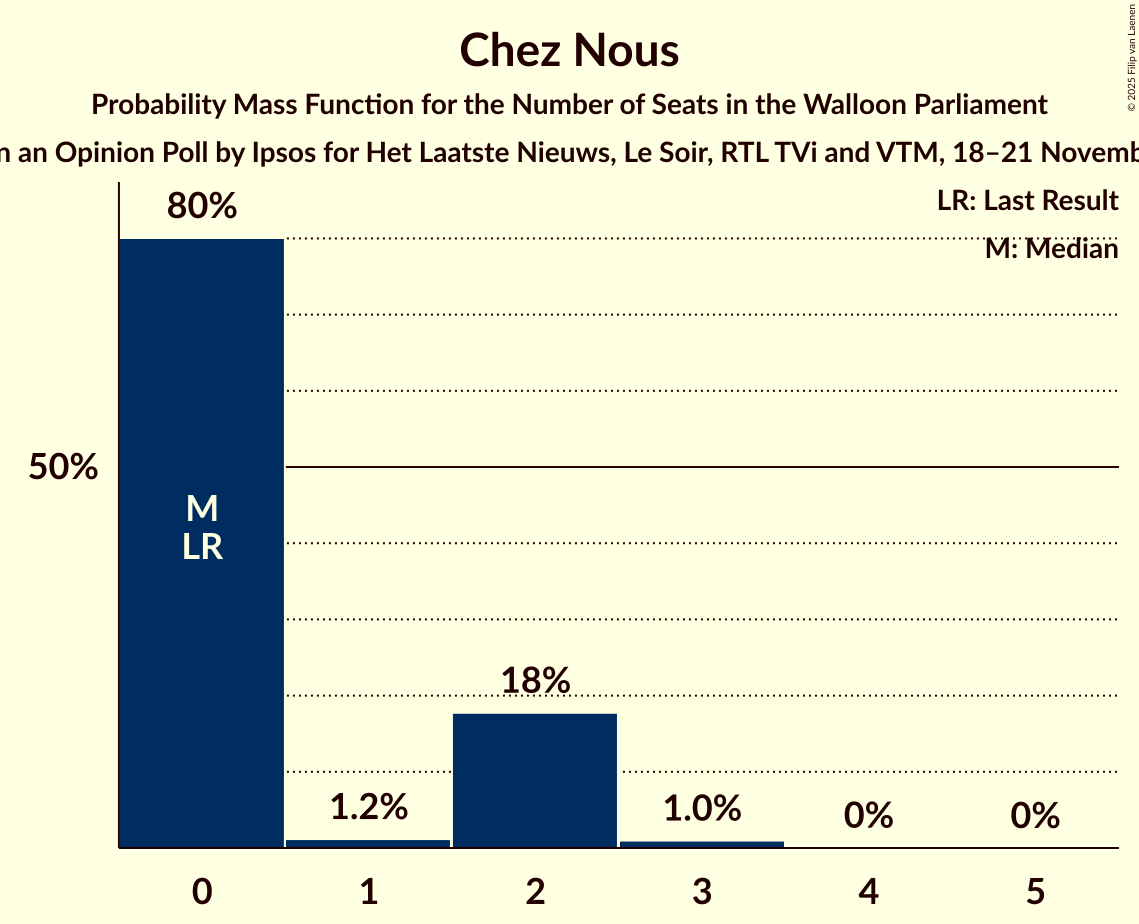 Chez Nous
Probability Mass Function for the Number of Seats in the Walloon Parliament
an Opinion Poll by Ipsos for Het Laatste Nieuws, Le Soir, RTL TVi and VTM, 18–21
© 2025 Filip van Laenen
LR: Last Result
M: Median
80%
50%
M
LR
18%
1.2%
1.0%
0%
0%
0 1 2 3 4 5